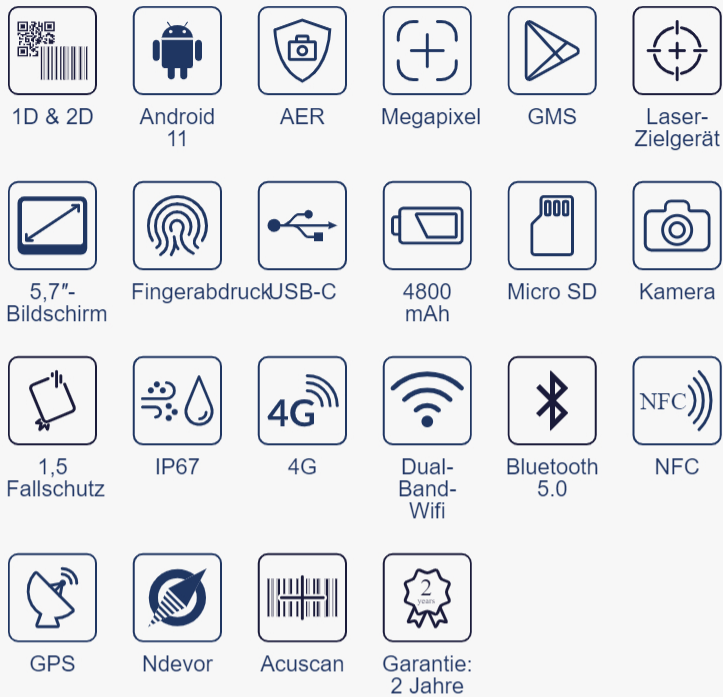 1D & 2D
Android
11
AER
Megapixel
GMS
Laser-
Zielgerät
5,7"-
Bildschirm
Fingerabdruck
USB-C
4800
mAh
Micro SD
Kamera
1,5
Fallschutz
IP67
4G
4G
Dual-
Band-
Wifi
Bluetooth
5.0
NFC
NFC
GPS
Ndevor
Acuscan
2
years
Garantie:
2 Jahre